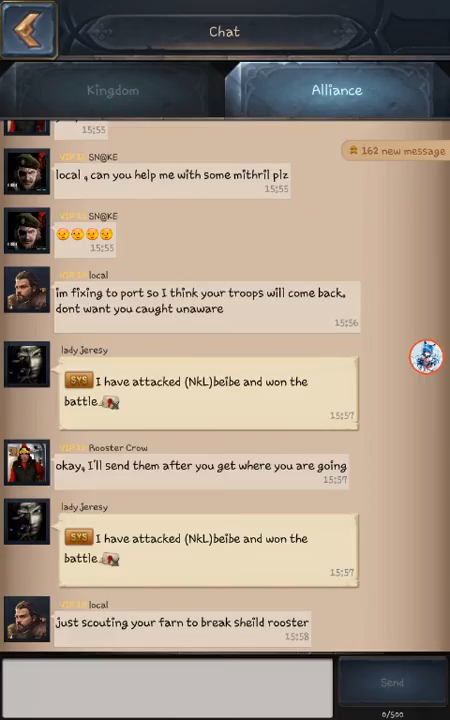 Chat
Kingdom
Alliance
15:55
162 new message
SN@KE
local , can you help me with some mithril plz
15:55
SN@KE
15:55
local
im fixing to port so I think your troops will come back,
dont want you caught unaware
15:56
lady jeresy
SYS I have attacked (NkL)beibe and won the
battle.
15:57
Rooster Crow
okay, I'll send them after you get where you are going
15:57
lady jeresy
SYS I have attacked (NkL)beibe and won the
battle.
15:57
local
just scouting your farn to break sheild rooster
15:58
Send
0/500